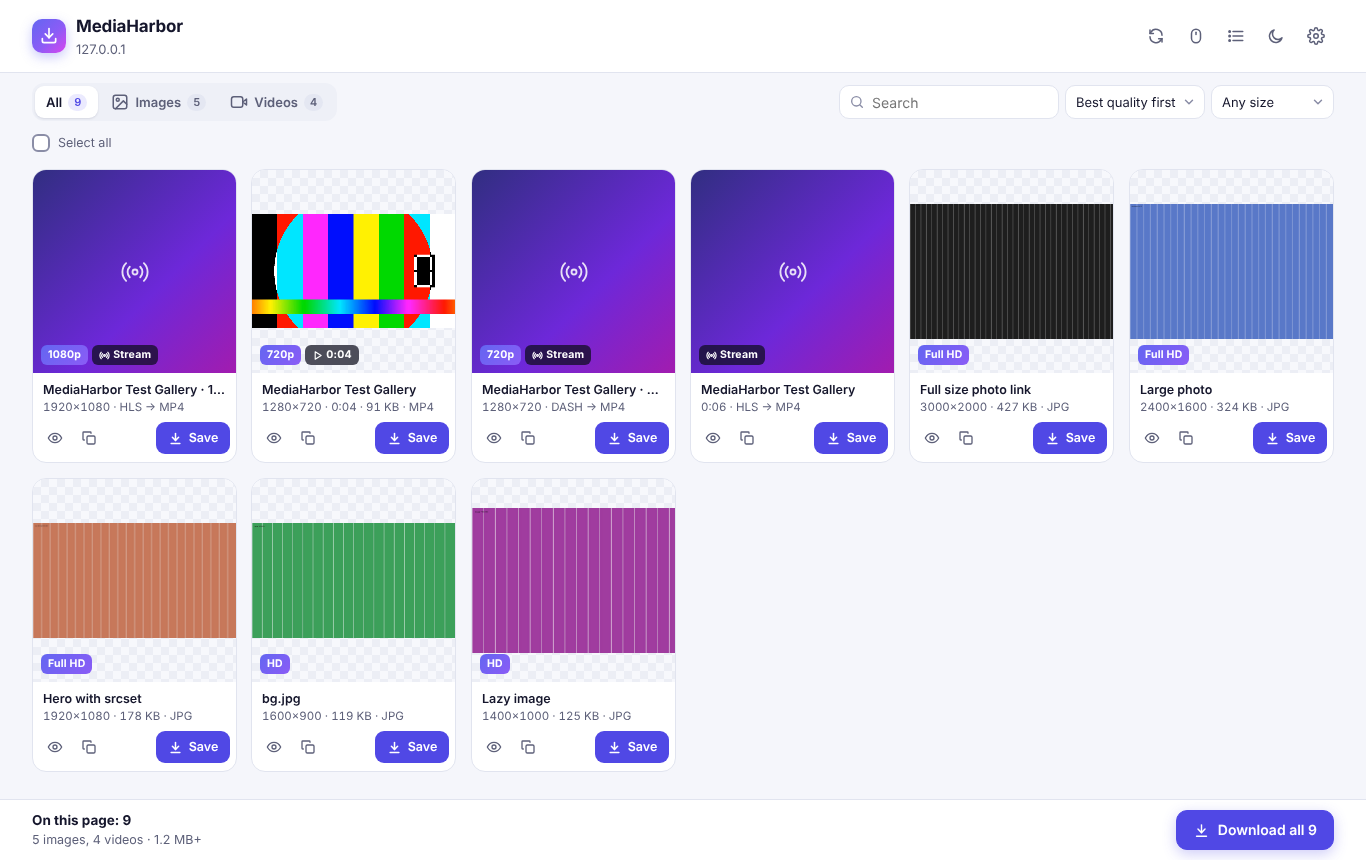 MediaHarbor
127.0.0.1
All 9 Images 5 Videos 4
Search
Best quality first
Any size
Select all
1080p Stream
MediaHarbor Test Gallery · 1...
1920×1080 · HLS → MP4
Save
720p 0:04
MediaHarbor Test Gallery
1280×720 · 0:04 · 91 KB · MP4
Save
720p Stream
MediaHarbor Test Gallery · ...
1280×720 · DASH → MP4
Save
Stream
MediaHarbor Test Gallery
0:06 · HLS → MP4
Save
Full HD
Full size photo link
3000×2000 · 427 KB · JPG
Save
Full HD
Large photo
2400×1600 · 324 KB · JPG
Save
Full HD
Hero with srcset
1920×1080 · 178 KB · JPG
Save
HD
bg.jpg
1600×900 · 119 KB · JPG
Save
HD
Lazy image
1400×1000 · 125 KB · JPG
Save
On this page: 9
5 images, 4 videos · 1.2 MB+
Download all 9